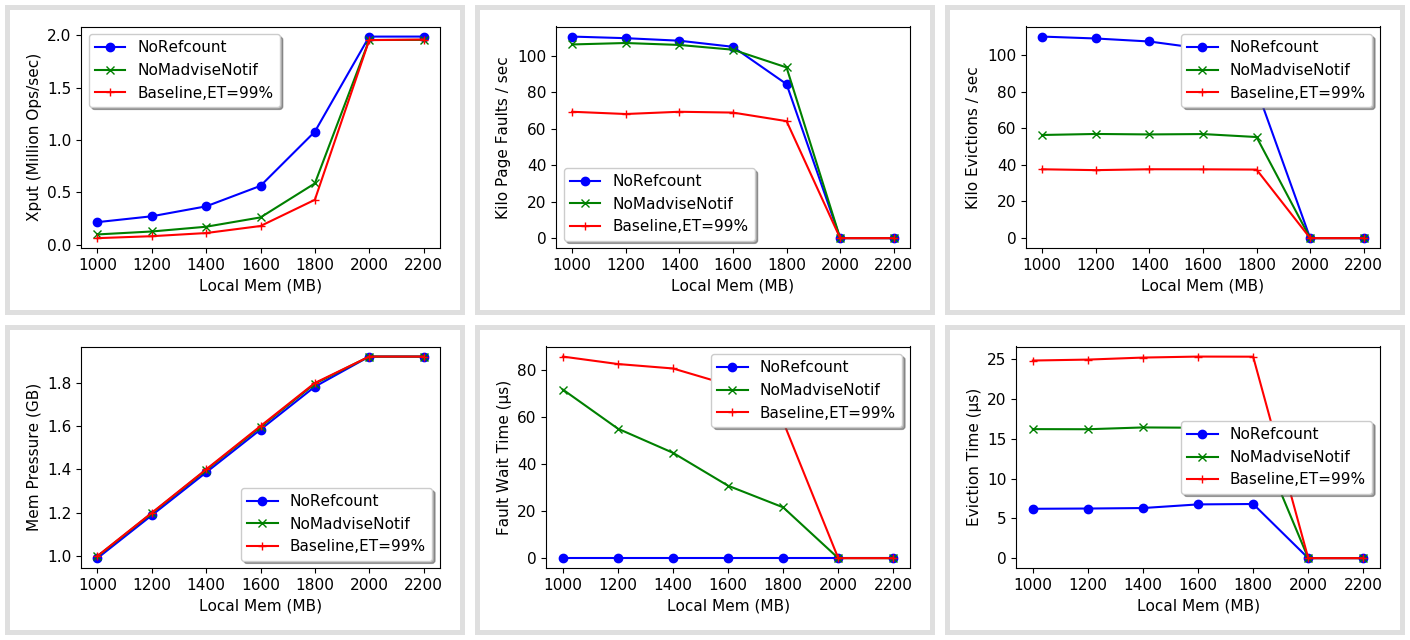 Xput (Million Ops/sec)
2.0
1.5
1.0
0.5
0.0
NoRefcount
NoMadviseNotif
Baseline,ET=99%
1000 1200 1400 1600 1800 2000 2200
Local Mem (MB)
Kilo Page Faults / sec
100
80
60
40
20
0
NoRefcount
NoMadviseNotif
Baseline,ET=99%
1000 1200 1400 1600 1800 2000 2200
Local Mem (MB)
Kilo Evictions / sec
100
80
60
40
20
0
NoRefcount
NoMadviseNotif
Baseline,ET=99%
1000 1200 1400 1600 1800 2000 2200
Local Mem (MB)
Mem Pressure (GB)
1.8
1.6
1.4
1.2
1.0
NoRefcount
NoMadviseNotif
Baseline,ET=99%
1000 1200 1400 1600 1800 2000 2200
Local Mem (MB)
Fault Wait Time (µs)
80
60
40
20
0
NoRefcount
NoMadviseNotif
Baseline,ET=99%
1000 1200 1400 1600 1800 2000 2200
Local Mem (MB)
Eviction Time (µs)
25
20
15
10
5
0
NoRefcount
NoMadviseNotif
Baseline,ET=99%
1000 1200 1400 1600 1800 2000 2200
Local Mem (MB)